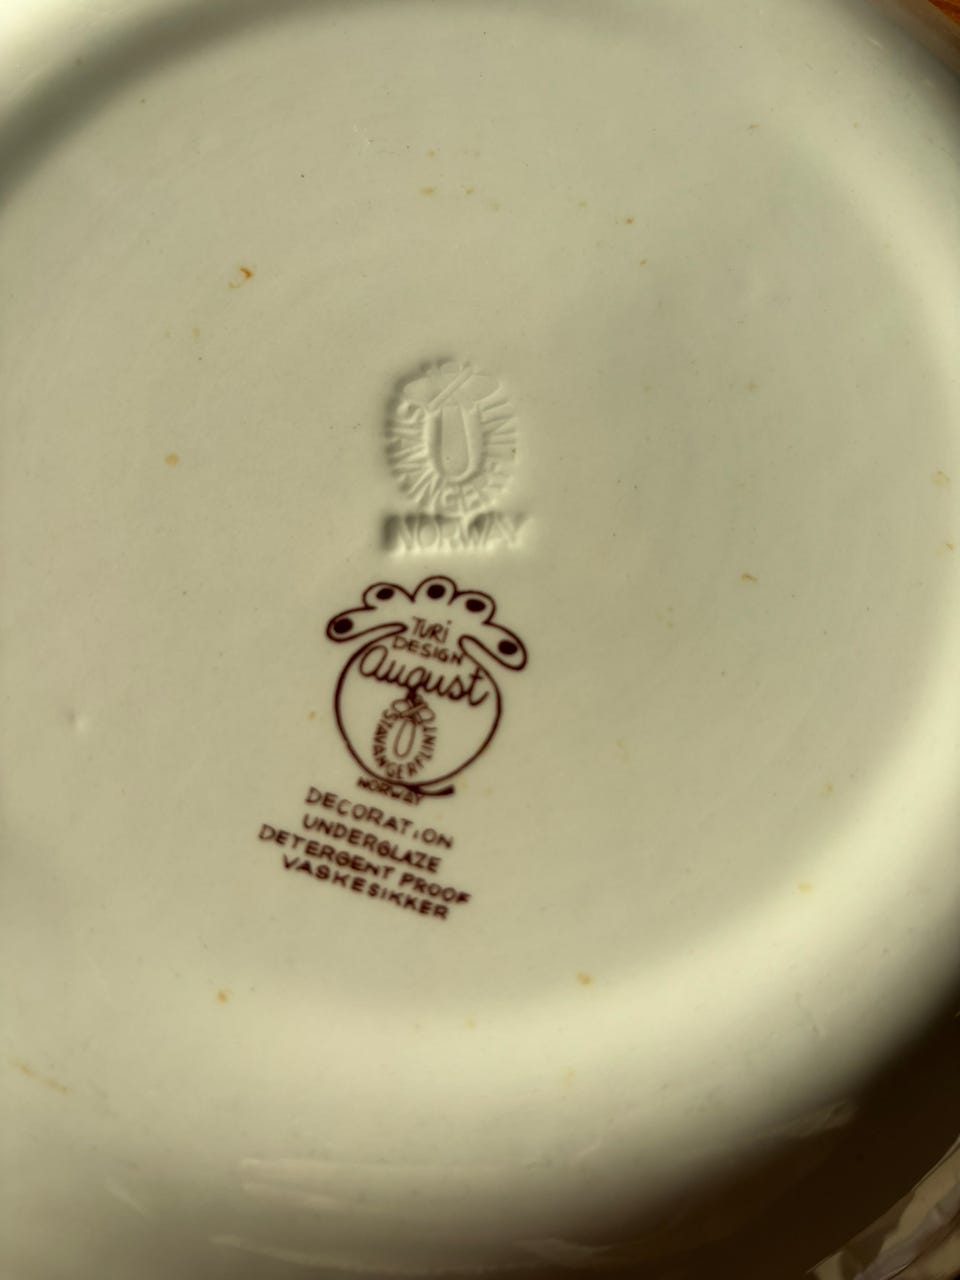 STAVANGERFLINT
NORWAY
TURi
DESIGN
August
STAVANGERFLINT
NORWAY
DECORATiON
UNDERGLAZE
DETERGENT PROOF
VASKESIKKER